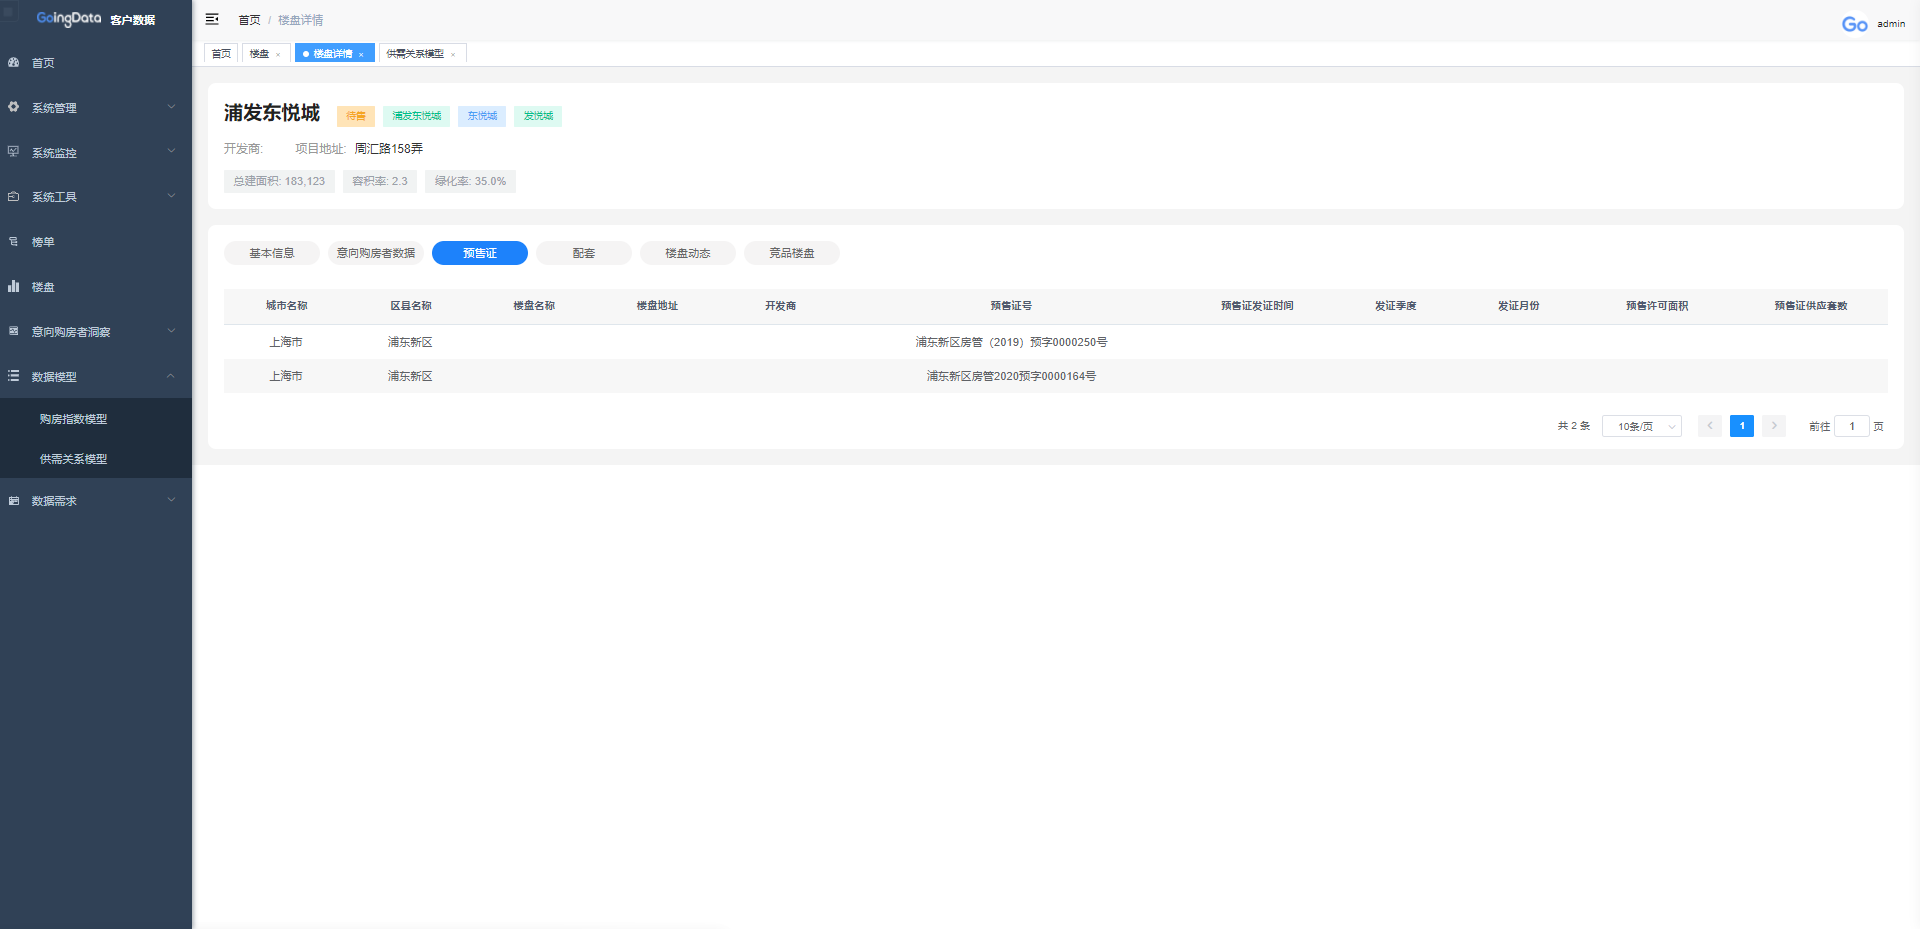 GoingData 客户数据
首页
系统管理
系统监控
系统工具
榜单
楼盘
意向购房者洞察
数据模型
购房指数模型
供需关系模型
数据需求
首页 / 楼盘详情
Go admin
首页 楼盘 × 楼盘详情 × 供需关系模型 ×
浦发东悦城 待售 浦发东悦城 东悦城 发悦城
开发商: 项目地址: 周汇路158弄
总建面积: 183,123 容积率: 2.3 绿化率: 35.0%
基本信息 意向购房者数据 预售证 配套 楼盘动态 竞品楼盘
城市名称 区县名称 楼盘名称 楼盘地址 开发商 预售证号 预售证发证时间 发证季度 发证月份 预售许可面积 预售证供应套数
上海市 浦东新区 浦东新区房管（2019）预字0000250号
上海市 浦东新区 浦东新区房管2020预字0000164号
共 2 条 10条/页 1 前往 1 页